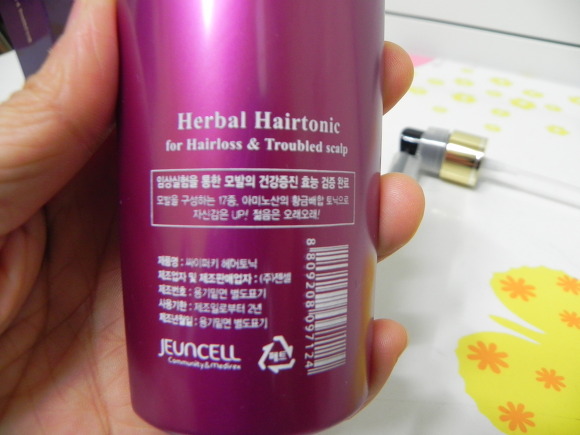 Herbal Hairtonic
for Hairloss & Troubled scalp
임상실험을 통한 모발의 건강증진 효능 검증 완료
모발을 구성하는 17종, 아미노산의 황금배합 토닉으로
자신감은 UP! 젊음은 오래오래!
제품명 : 싸이퍼키 헤어토닉
제조업자 및 제조판매업자 : (주)젠셀
제조번호 : 용기밑면 별도표기
사용기한 : 제조일로부터 2년
제조년월일 : 용기밑면 별도표기
JEUNCELL
Community&Medirex
페트
8809208097124